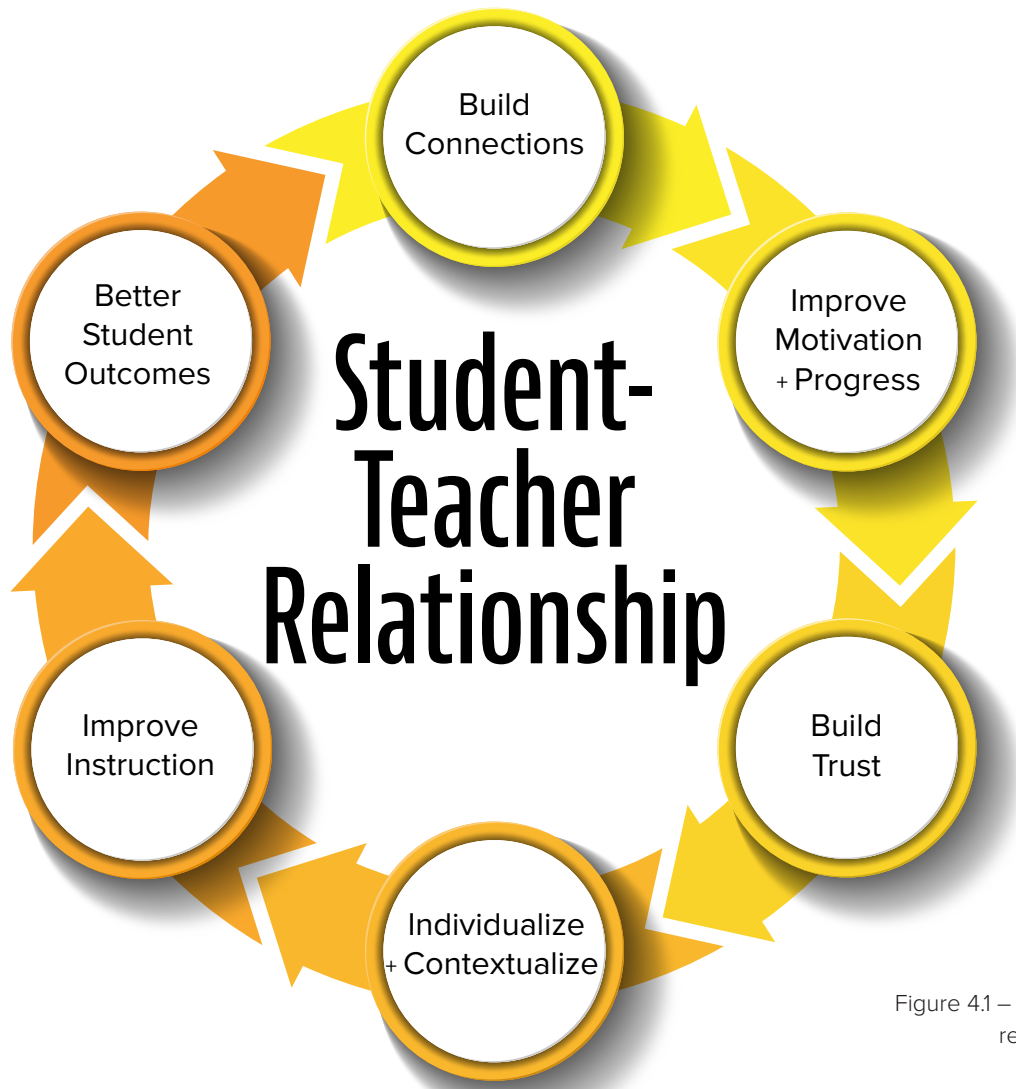 Build
Connections
Improve
Motivation
+ Progress
Build
Trust
Individualize
+ Contextualize
Improve
Instruction
Better
Student
Outcomes
Student-
Teacher
Relationship
Figure 4.1 –
re